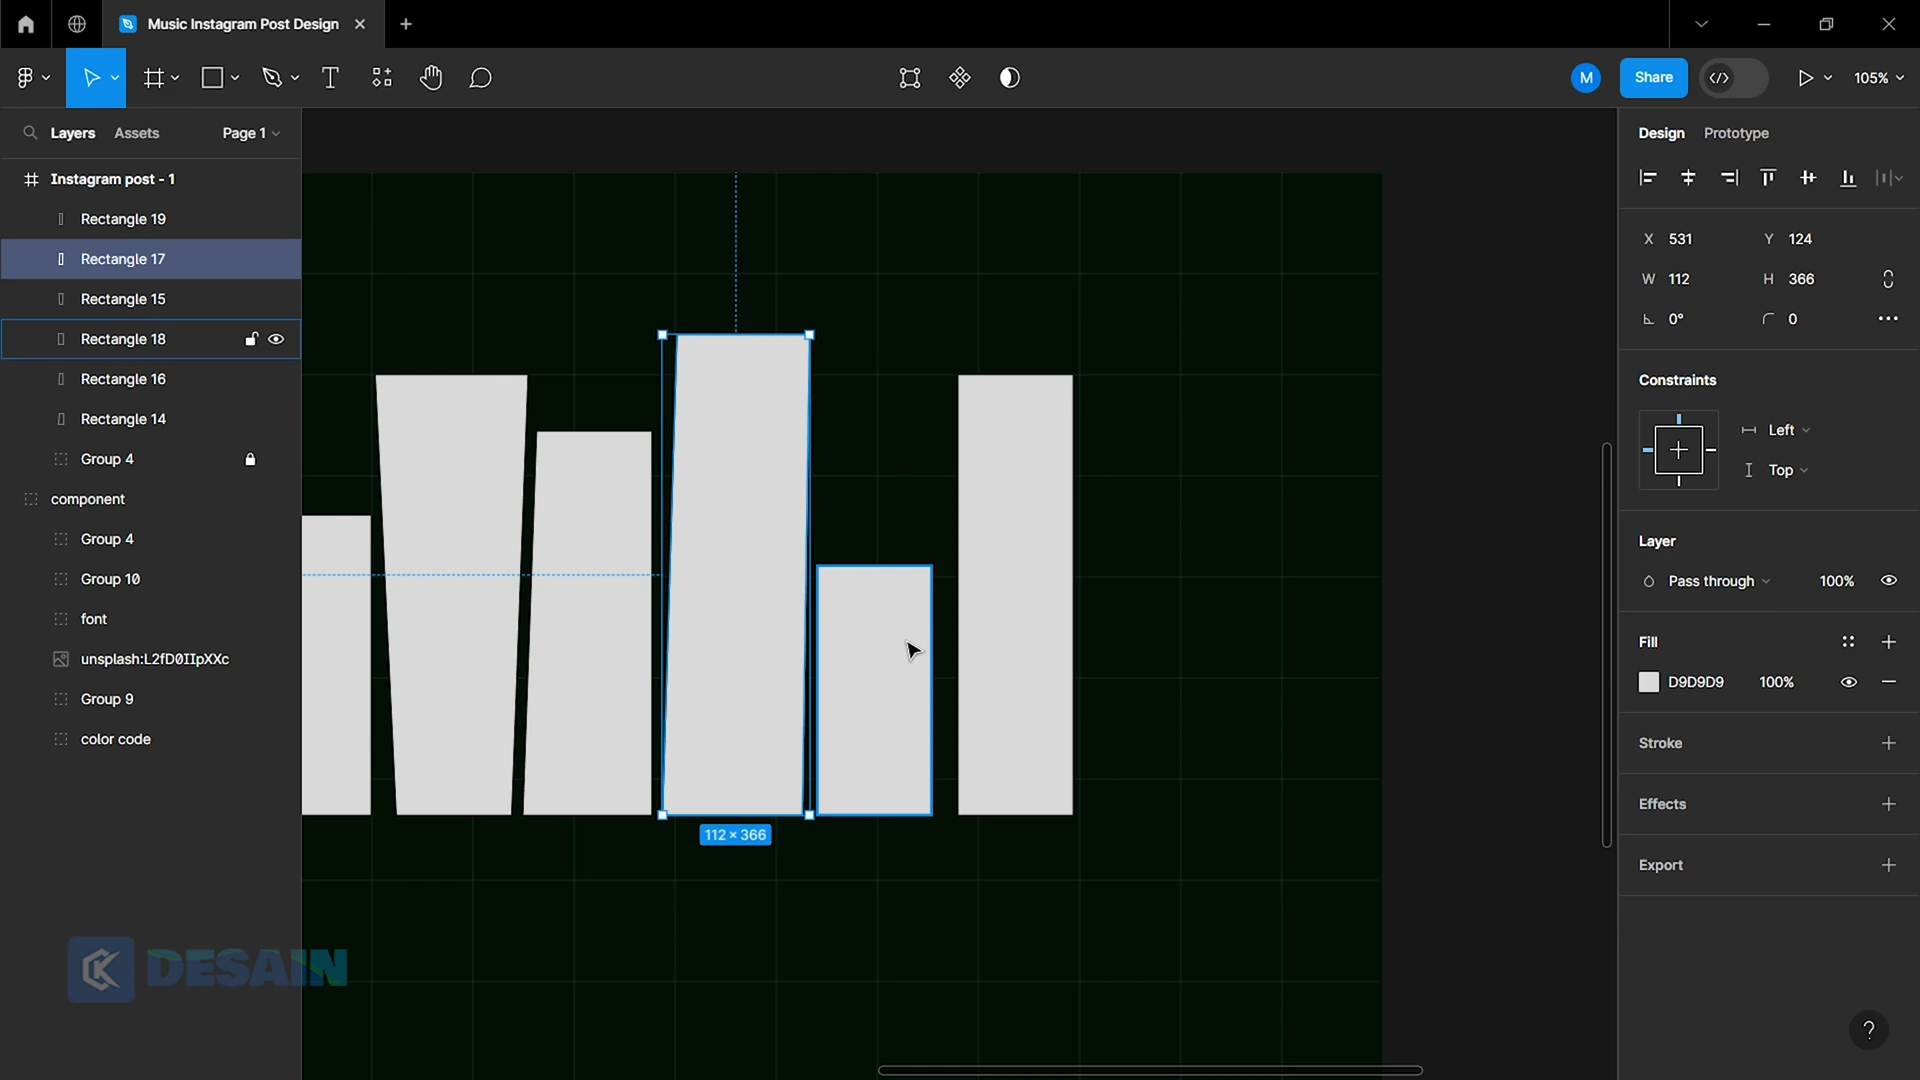 Music Instagram Post Design
M
Share
105%
Layers
Assets
Page 1
Instagram post - 1
Rectangle 19
Rectangle 17
Rectangle 15
Rectangle 18
Rectangle 16
Rectangle 14
Group 4
component
Group 4
Group 10
font
unsplash:L2fD0IIpXXc
Group 9
color code
DESAIN
112 × 366
Design
Prototype
X 531
Y 124
W 112
H 366
0°
0
Constraints
Left
Top
Layer
Pass through
100%
Fill
D9D9D9
100%
Stroke
Effects
Export
?